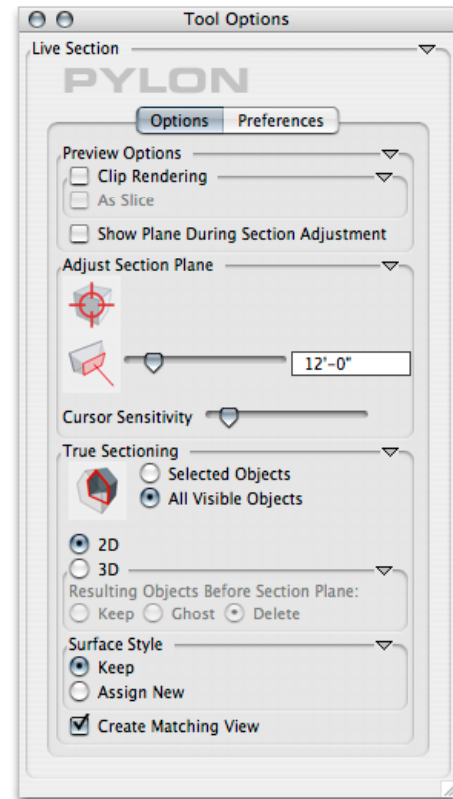 Tool Options
Live Section
PYLON
Options Preferences
Preview Options
Clip Rendering
As Slice
Show Plane During Section Adjustment
Adjust Section Plane
12'-0"
Cursor Sensitivity
True Sectioning
Selected Objects
All Visible Objects
2D
3D
Resulting Objects Before Section Plane:
Keep Ghost Delete
Surface Style
Keep
Assign New
Create Matching View